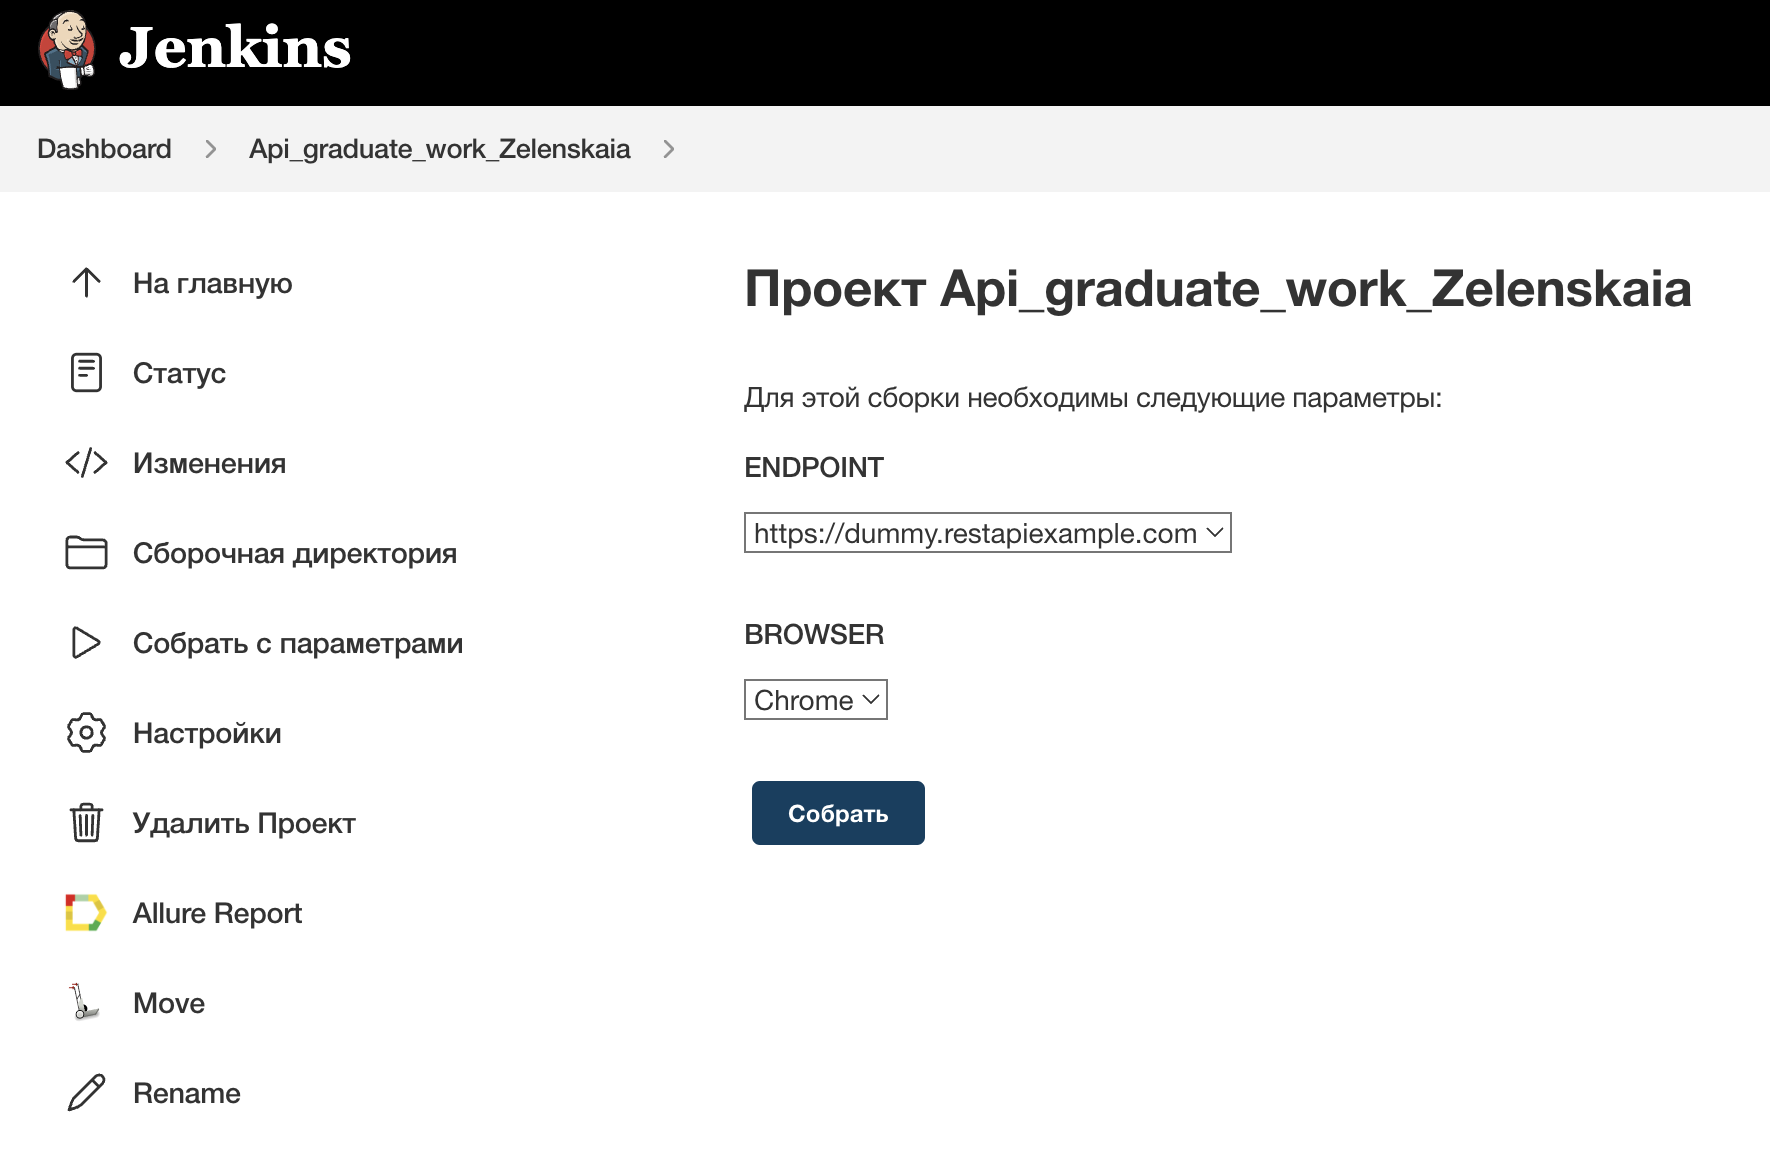 Jenkins
Dashboard
Api_graduate_work_Zelenskaia
На главную
Статус
Изменения
Сборочная директория
Собрать с параметрами
Настройки
Удалить Проект
Allure Report
Move
Rename
Проект Api_graduate_work_Zelenskaia
Для этой сборки необходимы следующие параметры:
ENDPOINT
https://dummy.restapiexample.com
BROWSER
Chrome
Собрать